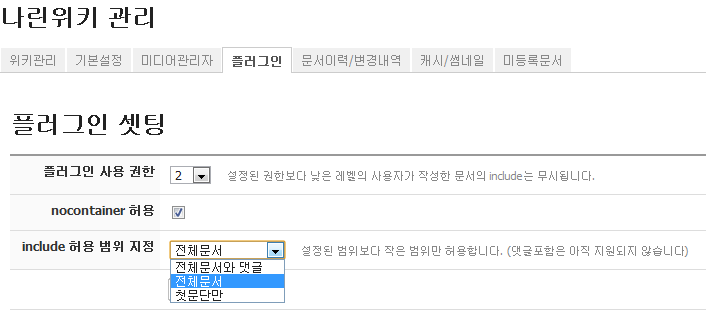 나린위키 관리
위키관리 기본설정 미디어관리자 플러그인 문서이력/변경내역 캐시/썸네일 미등록문서
플러그인 셋팅
플러그인 사용 권한 2 설정된 권한보다 낮은 레벨의 사용자가 작성한 문서의 include는 무시됩니다.
nocontainer 허용
include 허용 범위 지정 전체문서 설정된 범위보다 작은 범위만 허용합니다. (댓글포함은 아직 지원되지 않습니다)
전체문서와 댓글
전체문서
첫문단만